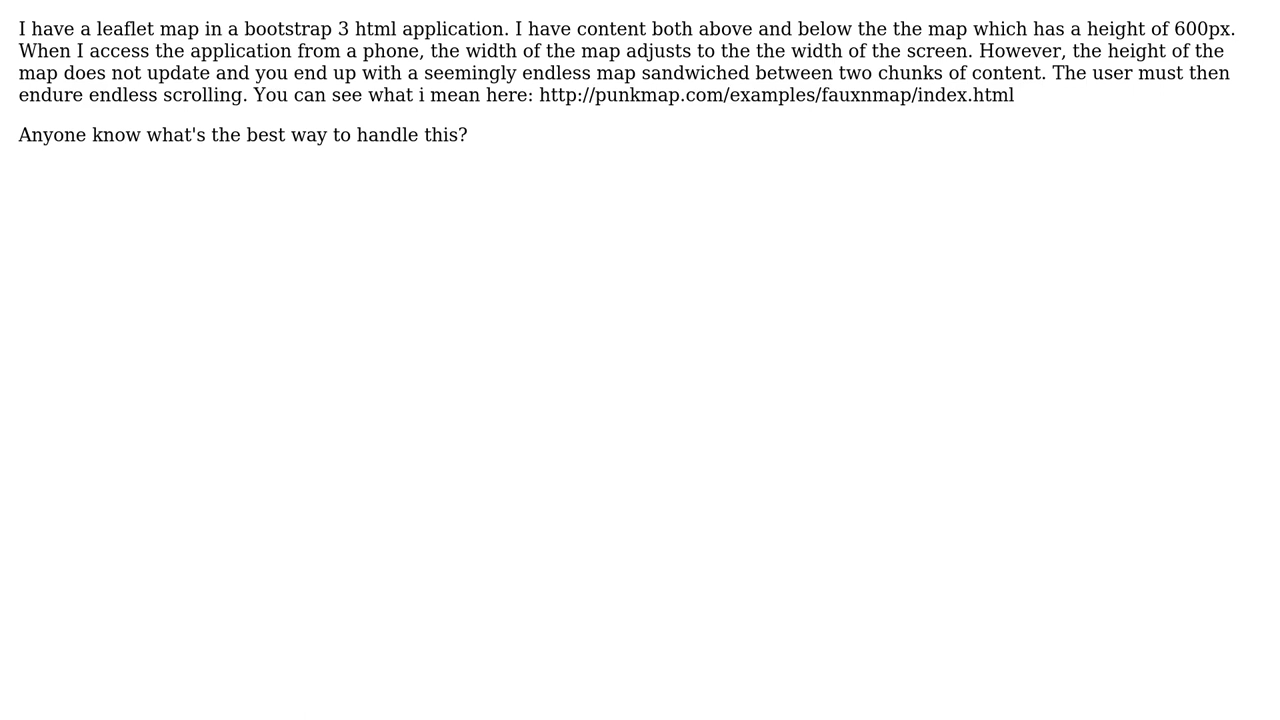 I have a leaflet map in a bootstrap 3 html application. I have content both above and below the the map which has a height of 600px.
When I access the application from a phone, the width of the map adjusts to the the width of the screen. However, the height of the
map does not update and you end up with a seemingly endless map sandwiched between two chunks of content. The user must then
endure endless scrolling. You can see what i mean here: http://punkmap.com/examples/fauxnmap/index.html
Anyone know what's the best way to handle this?